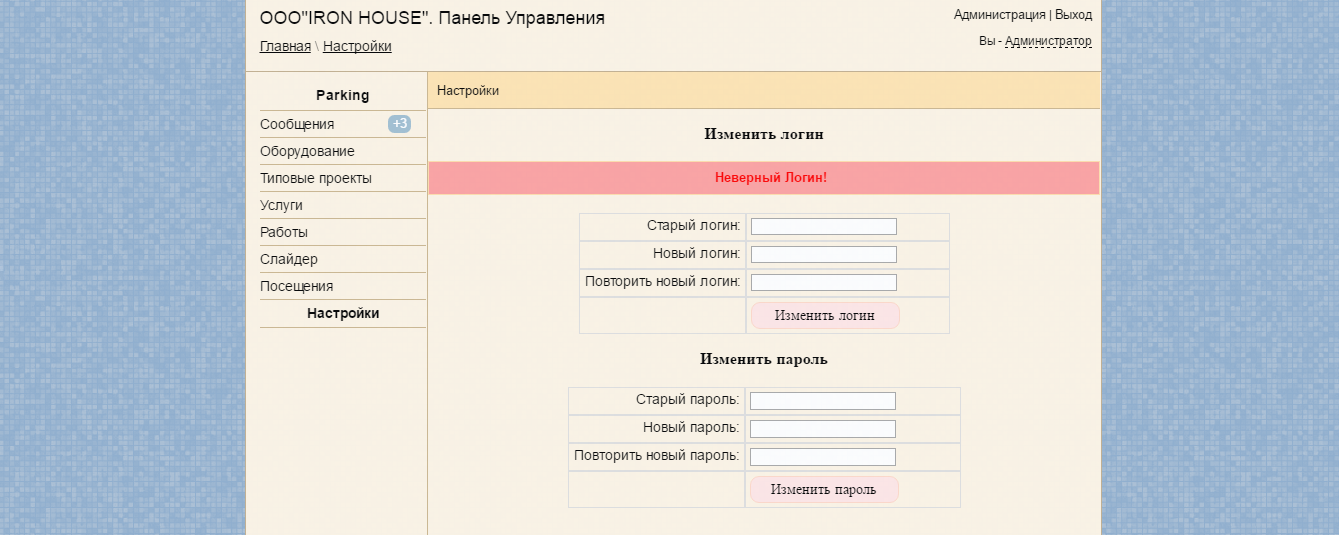 ООО"IRON HOUSE". Панель Управления
Администрация | Выход
Главная \ Настройки
Вы - Администратор
Parking
Сообщения +3
Оборудование
Типовые проекты
Услуги
Работы
Слайдер
Посещения
Настройки
Настройки
Изменить логин
Неверный Логин!
Старый логин:
Новый логин:
Повторить новый логин:
Изменить логин
Изменить пароль
Старый пароль:
Новый пароль:
Повторить новый пароль:
Изменить пароль